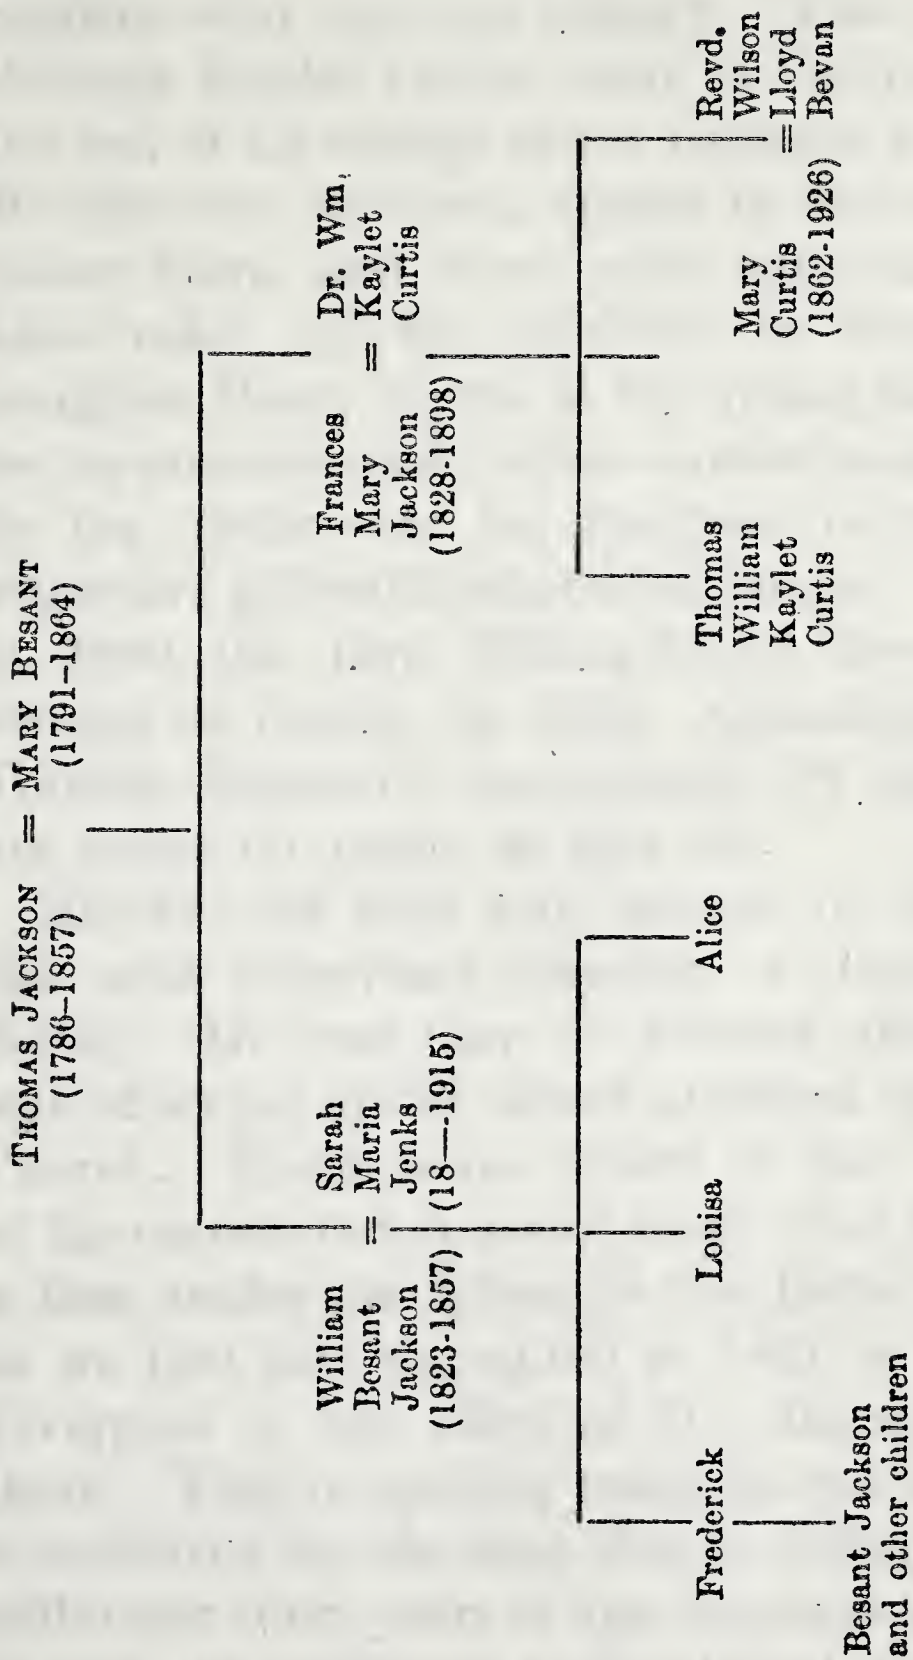 THOMAS JACKSON = MARY BESANT
(1786–1857) (1791–1864)
William
Besant
Jackson
(1823-1857)
=
Sarah
Maria
Jenks
(18—-1915)
Frances
Mary
Jackson
(1828-1898)
=
Dr. Wm.
Kaylet
Curtis
Frederick
Louisa
Alice
Thomas
William
Kaylet
Curtis
Mary
Curtis
(1862-1926)
=
Revd.
Wilson
Lloyd
Bevan
Besant Jackson
and other children